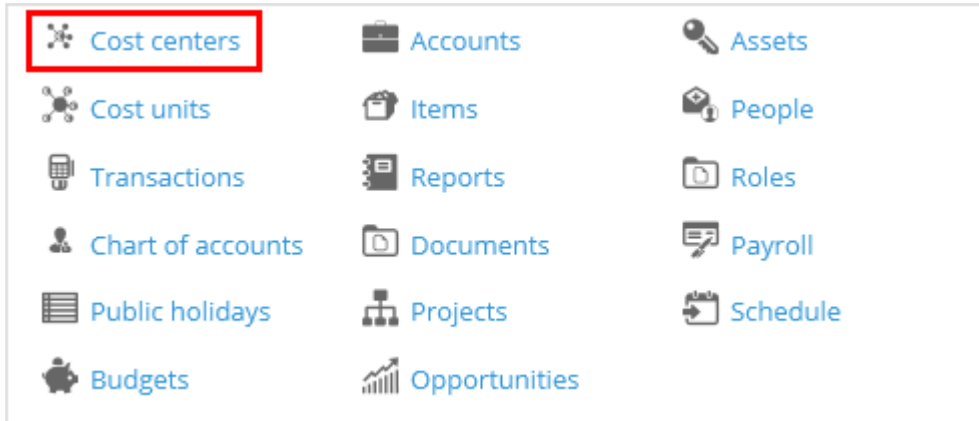 Cost centers
Accounts
Assets
Cost units
Items
People
Transactions
Reports
Roles
Chart of accounts
Documents
Payroll
Public holidays
Projects
Schedule
Budgets
Opportunities